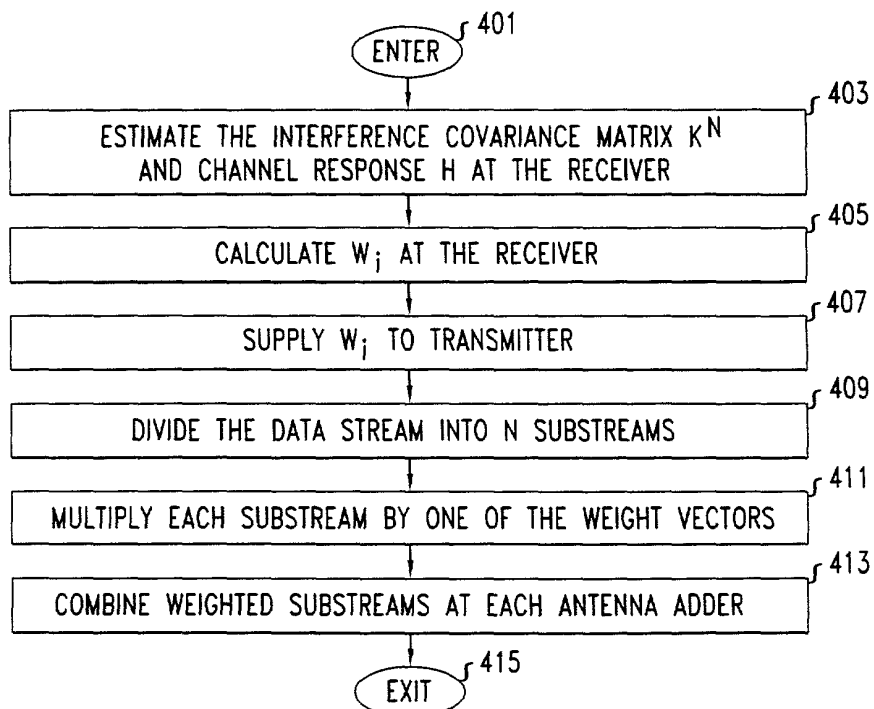 401
ENTER
403
ESTIMATE THE INTERFERENCE COVARIANCE MATRIX K^N
AND CHANNEL RESPONSE H AT THE RECEIVER
405
CALCULATE W_i AT THE RECEIVER
407
SUPPLY W_i TO TRANSMITTER
409
DIVIDE THE DATA STREAM INTO N SUBSTREAMS
411
MULTIPLY EACH SUBSTREAM BY ONE OF THE WEIGHT VECTORS
413
COMBINE WEIGHTED SUBSTREAMS AT EACH ANTENNA ADDER
415
EXIT